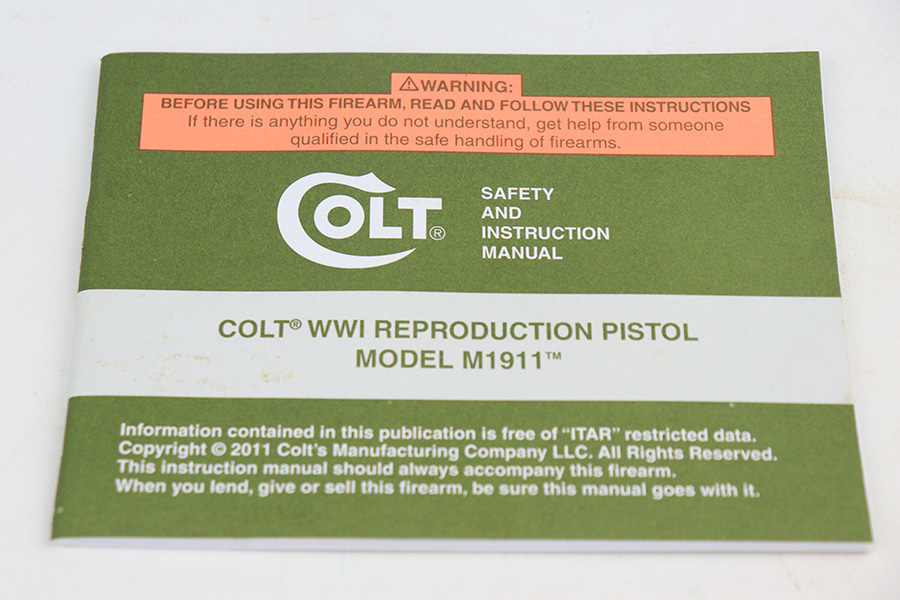 ⚠WARNING:
BEFORE USING THIS FIREARM, READ AND FOLLOW THESE INSTRUCTIONS
If there is anything you do not understand, get help from someone
qualified in the safe handling of firearms.
COLT®
SAFETY
AND
INSTRUCTION
MANUAL
COLT® WWI REPRODUCTION PISTOL
MODEL M1911™
Information contained in this publication is free of “ITAR” restricted data.
Copyright © 2011 Colt’s Manufacturing Company LLC. All Rights Reserved.
This instruction manual should always accompany this firearm.
When you lend, give or sell this firearm, be sure this manual goes with it.